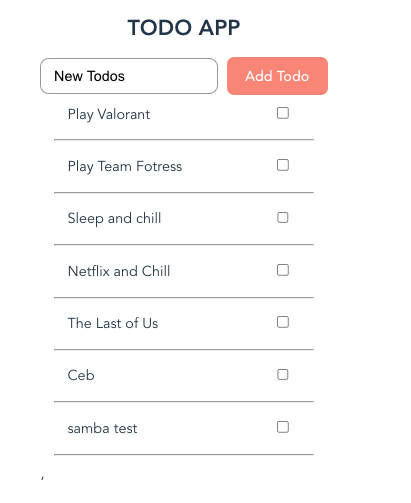 TODO APP
New Todos
Add Todo
Play Valorant
Play Team Fotress
Sleep and chill
Netflix and Chill
The Last of Us
Ceb
samba test